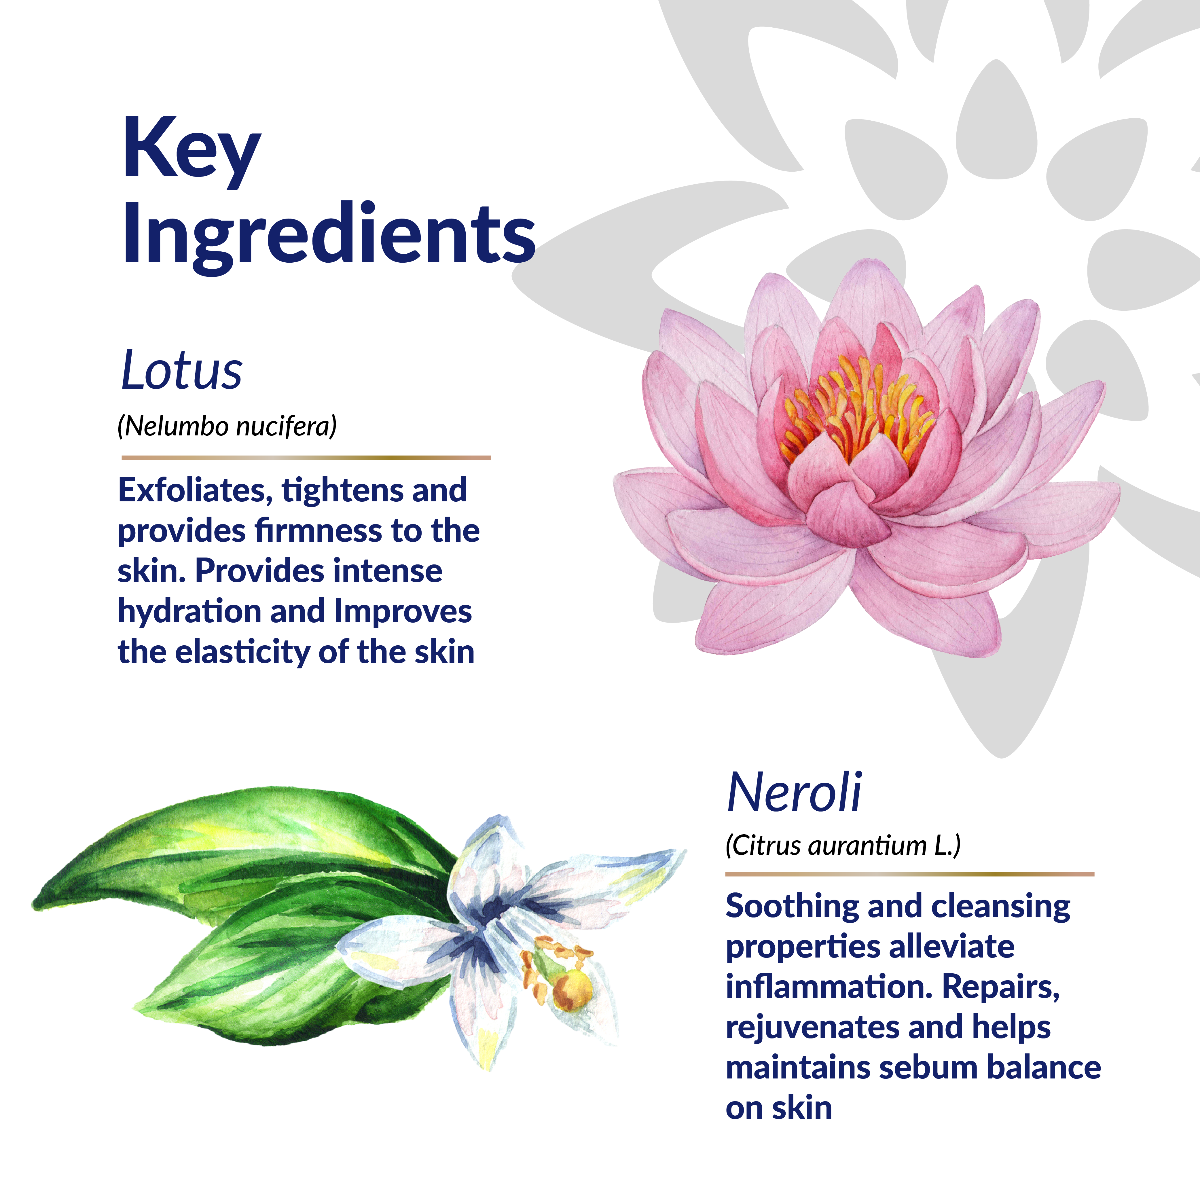 Key
Ingredients
Lotus
(Nelumbo nucifera)
Exfoliates, tightens and
provides firmness to the
skin. Provides intense
hydration and Improves
the elasticity of the skin
Neroli
(Citrus aurantium L.)
Soothing and cleansing
properties alleviate
inflammation. Repairs,
rejuvenates and helps
maintains sebum balance
on skin